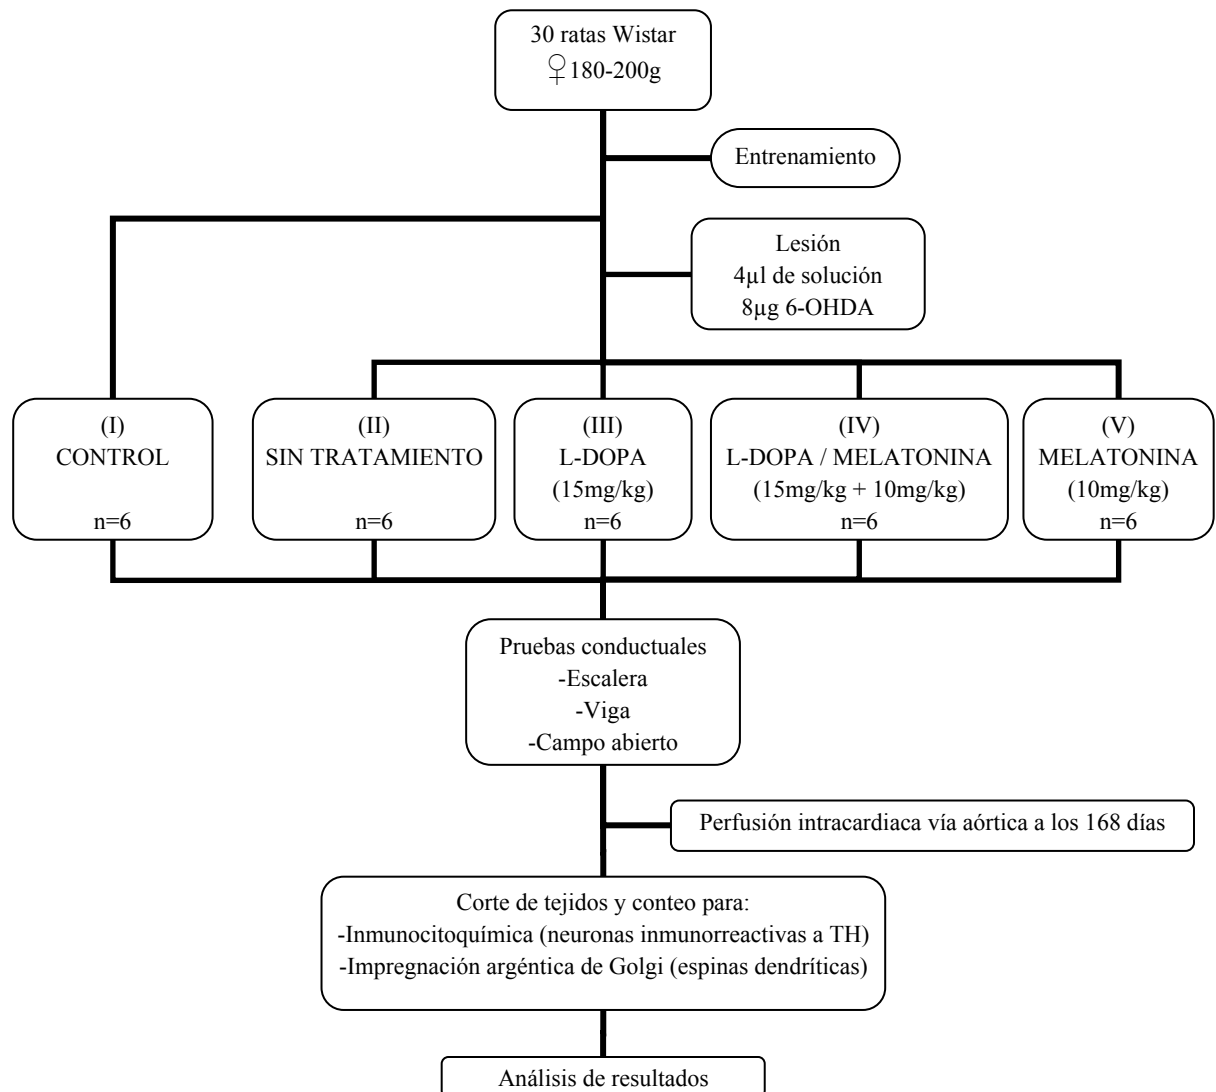 30 ratas Wistar
♀180-200g
Entrenamiento
Lesión
4µl de solución
8µg 6-OHDA
(I)
CONTROL
n=6
(II)
SIN TRATAMIENTO
n=6
(III)
L-DOPA
(15mg/kg)
n=6
(IV)
L-DOPA / MELATONINA
(15mg/kg + 10mg/kg)
n=6
(V)
MELATONINA
(10mg/kg)
n=6
Pruebas conductuales
-Escalera
-Viga
-Campo abierto
Perfusión intracardiaca vía aórtica a los 168 días
Corte de tejidos y conteo para:
-Inmunocitoquímica (neuronas inmunorreactivas a TH)
-Impregnación argéntica de Golgi (espinas dendríticas)
Análisis de resultados